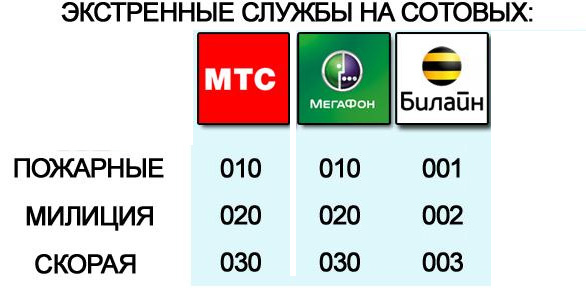 ЭКСТРЕННЫЕ СЛУЖБЫ НА СОТОВЫХ:
МТС МЕГАФОН Билайн
ПОЖАРНЫЕ 010 010 001
МИЛИЦИЯ 020 020 002
СКОРАЯ 030 030 003